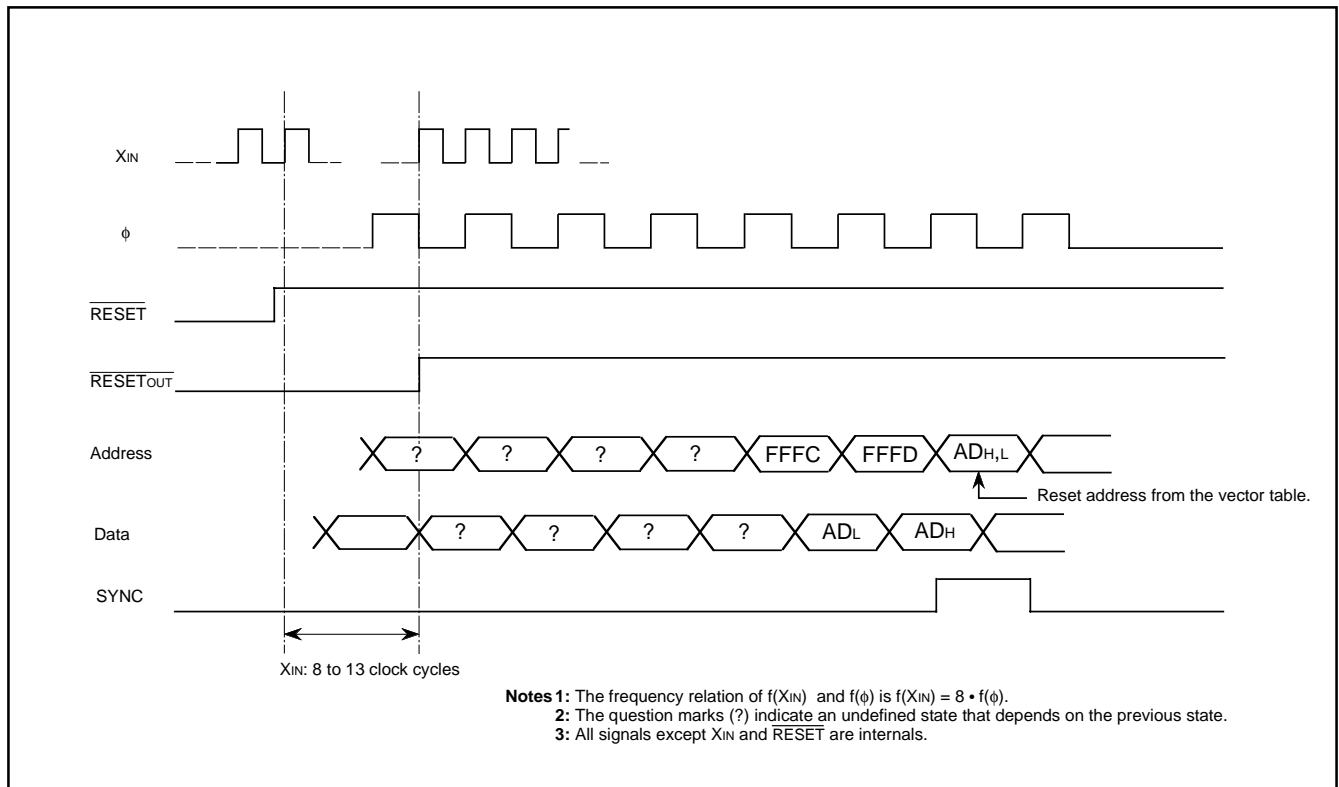 XIN
ϕ
RESET
RESETOUT
Address
? ? ? ? FFFC FFFD ADH,L
Reset address from the vector table.
Data
? ? ? ? ADL ADH
SYNC
XIN: 8 to 13 clock cycles
Notes 1: The frequency relation of f(XIN) and f(ϕ) is f(XIN) = 8 • f(ϕ).
2: The question marks (?) indicate an undefined state that depends on the previous state.
3: All signals except XIN and RESET are internals.